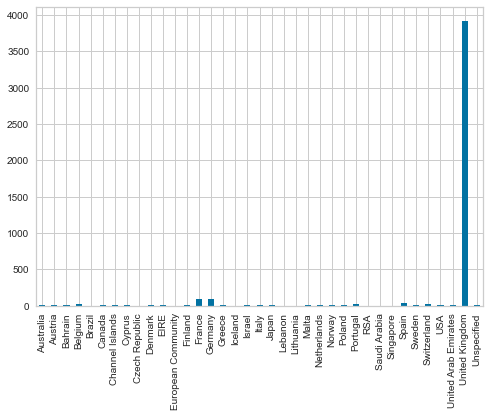 4000
3500
3000
2500
2000
1500
1000
500
0
Australia
Austria
Bahrain
Belgium
Brazil
Canada
Channel Islands
Cyprus
Czech Republic
Denmark
EIRE
European Community
Finland
France
Germany
Greece
Iceland
Israel
Italy
Japan
Lebanon
Lithuania
Malta
Netherlands
Norway
Poland
Portugal
RSA
Saudi Arabia
Singapore
Spain
Sweden
Switzerland
USA
United Arab Emirates
United Kingdom
Unspecified